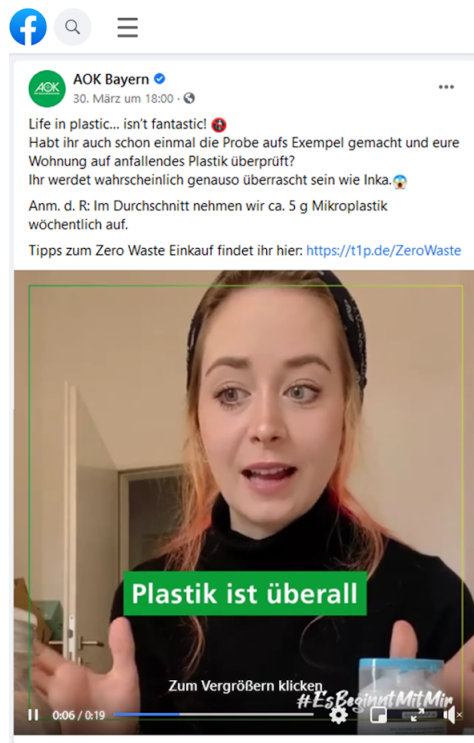 AOK
AOK Bayern
30. März um 18:00 ·
Life in plastic... isn't fantastic!
Habt ihr auch schon einmal die Probe aufs Exempel gemacht und eure
Wohnung auf anfallendes Plastik überprüft?
Ihr werdet wahrscheinlich genauso überrascht sein wie Inka.😱
Anm. d. R: Im Durchschnitt nehmen wir ca. 5 g Mikroplastik
wöchentlich auf.
Tipps zum Zero Waste Einkauf findet ihr hier: https://t1p.de/ZeroWaste
Plastik ist überall
Zum Vergrößern klicken
#EsBeginntMitMir
0:06 / 0:19